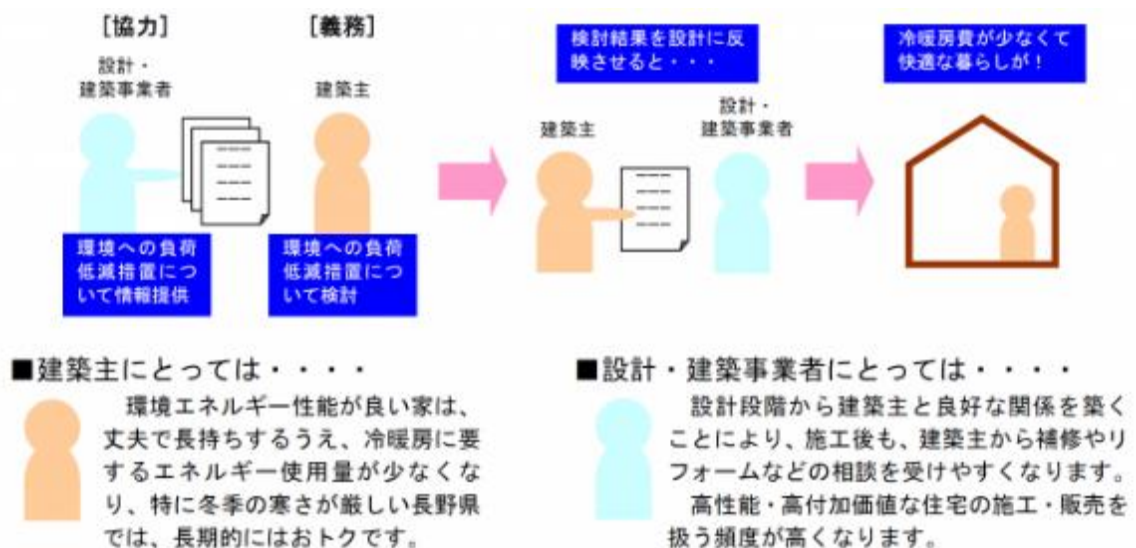 [協力]
設計・
建築事業者
環境への負荷
低減措置につ
いて情報提供
[義務]
建築主
環境への負荷
低減措置につ
いて検討
検討結果を設計に反
映させると・・・
建築主
設計・
建築事業者
冷暖房費が少なくて
快適な暮らしが!
■建築主にとっては・・・・
環境エネルギー性能が良い家は、
丈夫で長持ちするうえ、冷暖房に要
するエネルギー使用量が少なくな
り、特に冬季の寒さが厳しい長野県
では、長期的にはおトクです。
■設計・建築事業者にとっては・・・・
設計段階から建築主と良好な関係を築く
ことにより、施工後も、建築主から補修やリ
フォームなどの相談を受けやすくなります。
高性能・高付加価値な住宅の施工・販売を
扱う頻度が高くなります。